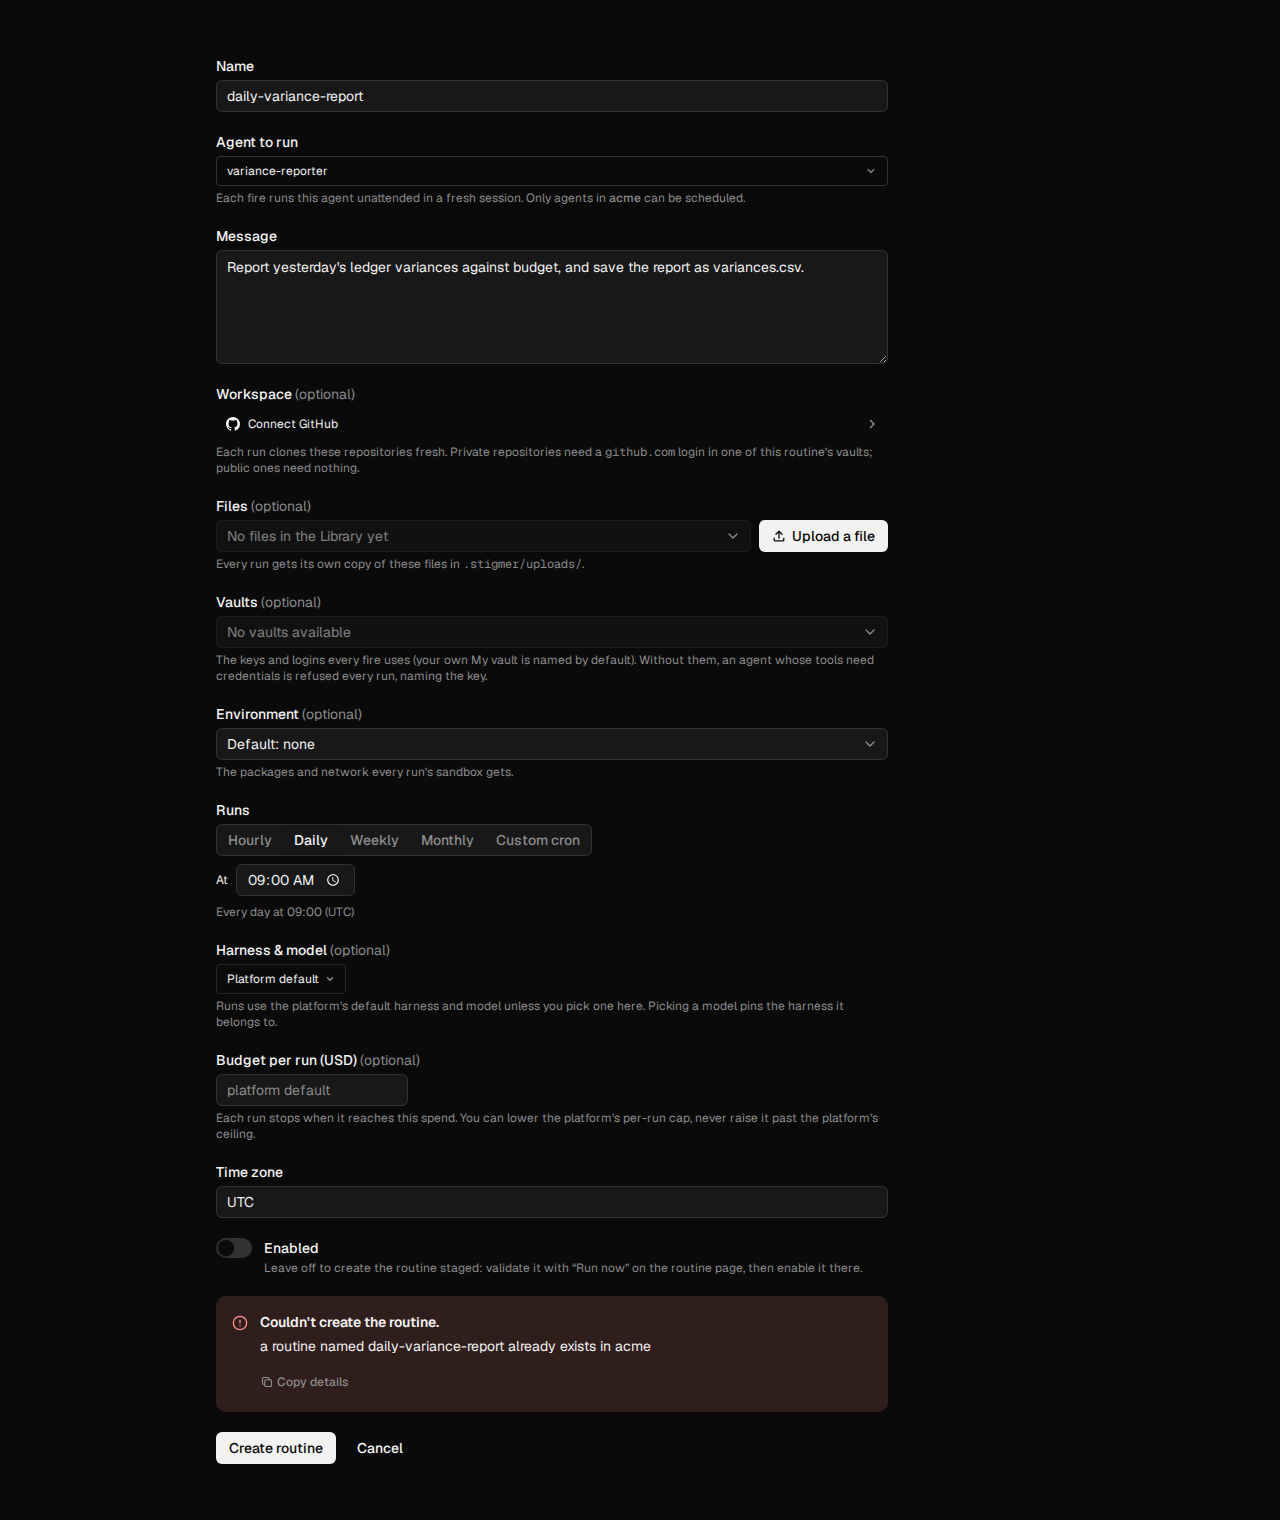 Name
daily-variance-report
Agent to run
variance-reporter
Each fire runs this agent unattended in a fresh session. Only agents in acme can be scheduled.
Message
Report yesterday's ledger variances against budget, and save the report as variances.csv.
Workspace (optional)
Connect GitHub
Each run clones these repositories fresh. Private repositories need a github.com login in one of this routine's vaults;
public ones need nothing.
Files (optional)
No files in the Library yet
Upload a file
Every run gets its own copy of these files in .stigmer/uploads/.
Vaults (optional)
No vaults available
The keys and logins every fire uses (your own My vault is named by default). Without them, an agent whose tools need
credentials is refused every run, naming the key.
Environment (optional)
Default: none
The packages and network every run's sandbox gets.
Runs
Hourly Daily Weekly Monthly Custom cron
At 09:00 AM
Every day at 09:00 (UTC)
Harness & model (optional)
Platform default
Runs use the platform's default harness and model unless you pick one here. Picking a model pins the harness it
belongs to.
Budget per run (USD) (optional)
platform default
Each run stops when it reaches this spend. You can lower the platform's per-run cap, never raise it past the platform's
ceiling.
Time zone
UTC
Enabled
Leave off to create the routine staged: validate it with “Run now” on the routine page, then enable it there.
Couldn't create the routine.
a routine named daily-variance-report already exists in acme
Copy details
Create routine Cancel